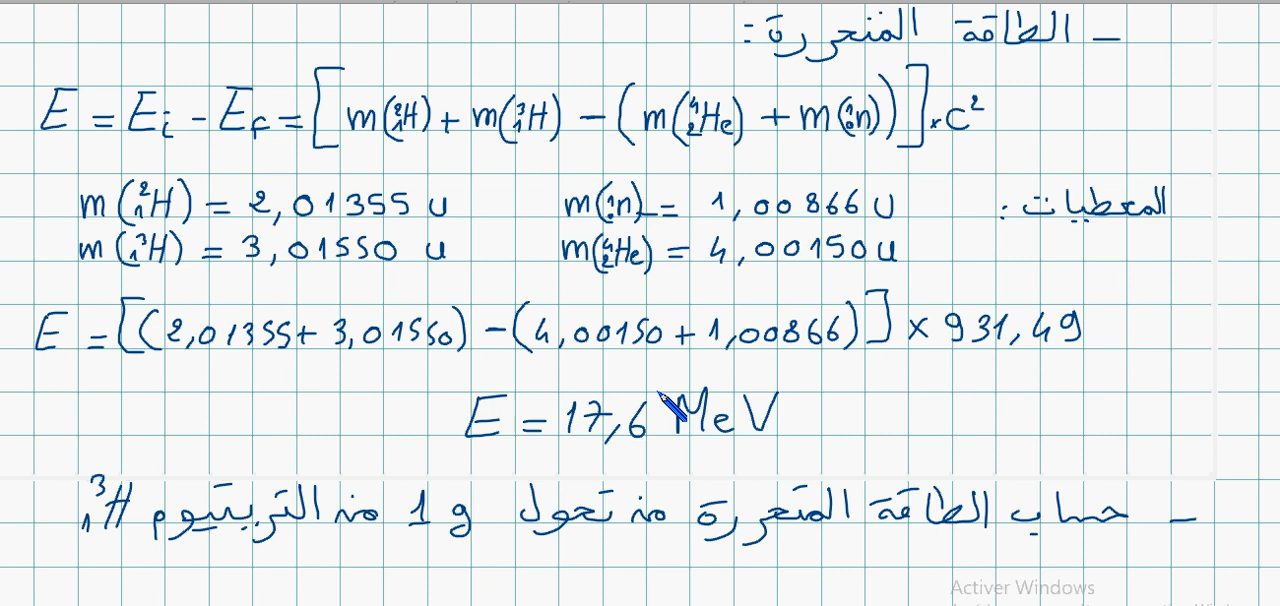 – الطاقة المتحررة :
E = Ei - Ef = [ m(²₁H) + m(³₁H) - (m(⁴₂He) + m(¹₀n)) ] × c²
m(²₁H) = 2,01355 u m(¹₀n) = 1,00866 u المعطيات :
m(³₁H) = 3,01550 u m(⁴₂He) = 4,00150 u
E = [(2,01355 + 3,01550) - (4,00150 + 1,00866)] × 931,49
E = 17,6 MeV
– حساب الطاقة المتحررة من تحول 1 g من التريتيوم ³₁H
Activer Windows